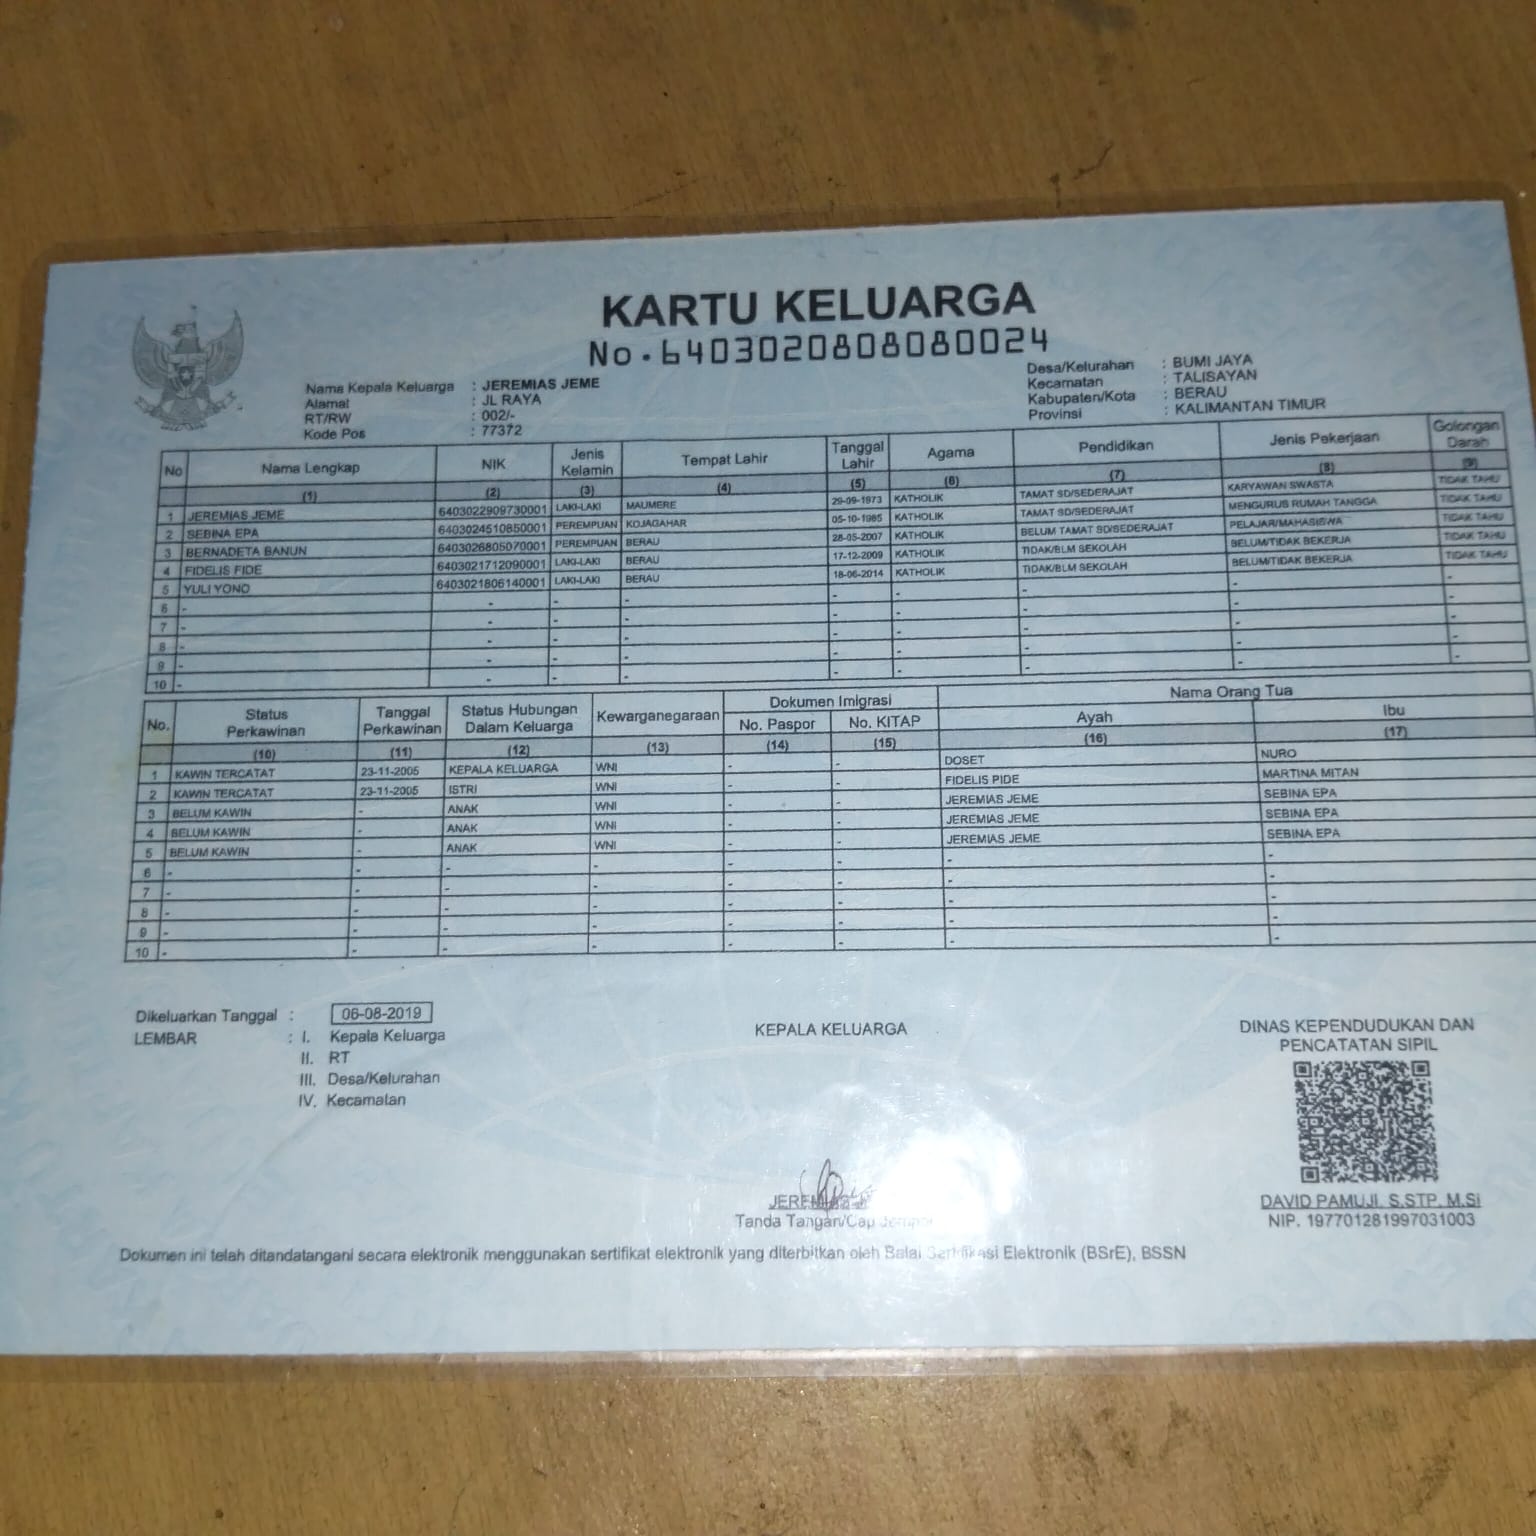 KARTU KELUARGA
No. 6403020808080024
Nama Kepala Keluarga : JEREMIAS JEME
Alamat : JL RAYA
RT/RW : 002/-
Kode Pos : 77372
Desa/Kelurahan : BUMI JAYA
Kecamatan : TALISAYAN
Kabupaten/Kota : BERAU
Provinsi : KALIMANTAN TIMUR
No Nama Lengkap NIK Jenis Kelamin Tempat Lahir Tanggal Lahir Agama Pendidikan Jenis Pekerjaan Golongan Darah
(1) (2) (3) (4) (5) (6) (7) (8) (9)
1 JEREMIAS JEME 6403022909730001 LAKI-LAKI MAUMERE 29-09-1973 KATHOLIK TAMAT SD/SEDERAJAT KARYAWAN SWASTA TIDAK TAHU
2 SEBINA EPA 6403024510850001 PEREMPUAN KOJAGAHAR 05-10-1985 KATHOLIK TAMAT SD/SEDERAJAT MENGURUS RUMAH TANGGA TIDAK TAHU
3 BERNADETA BANUN 6403026805070001 PEREMPUAN BERAU 28-05-2007 KATHOLIK BELUM TAMAT SD/SEDERAJAT PELAJAR/MAHASISWA TIDAK TAHU
4 FIDELIS FIDE 6403021712090001 LAKI-LAKI BERAU 17-12-2009 KATHOLIK TIDAK/BLM SEKOLAH BELUM/TIDAK BEKERJA TIDAK TAHU
5 YULI YONO 6403021806140001 LAKI-LAKI BERAU 18-06-2014 KATHOLIK TIDAK/BLM SEKOLAH BELUM/TIDAK BEKERJA TIDAK TAHU
6 - - - - - - - - -
7 - - - - - - - - -
8 - - - - - - - - -
9 - - - - - - - - -
10 - - - - - - - - -
No. Status Perkawinan Tanggal Perkawinan Status Hubungan Dalam Keluarga Kewarganegaraan Dokumen Imigrasi Nama Orang Tua
No. Paspor No. KITAP Ayah Ibu
(10) (11) (12) (13) (14) (15) (16) (17)
1 KAWIN TERCATAT 23-11-2005 KEPALA KELUARGA WNI - - DOSET NURO
2 KAWIN TERCATAT 23-11-2005 ISTRI WNI - - FIDELIS PIDE MARTINA MITAN
3 BELUM KAWIN - ANAK WNI - - JEREMIAS JEME SEBINA EPA
4 BELUM KAWIN - ANAK WNI - - JEREMIAS JEME SEBINA EPA
5 BELUM KAWIN - ANAK WNI - - JEREMIAS JEME SEBINA EPA
6 - - - - - - - -
7 - - - - - - - -
8 - - - - - - - -
9 - - - - - - - -
10 - - - - - - - -
Dikeluarkan Tanggal : 06-08-2019
LEMBAR : I. Kepala Keluarga
II. RT
III. Desa/Kelurahan
IV. Kecamatan
KEPALA KELUARGA
Tanda Tangan/Cap Jempol
DINAS KEPENDUDUKAN DAN
PENCATATAN SIPIL
DAVID PAMUJI, S.STP, M.Si
NIP. 197701281997031003
Dokumen ini telah ditandatangani secara elektronik menggunakan sertifikat elektronik yang diterbitkan oleh Balai Sertifikasi Elektronik (BSrE), BSSN